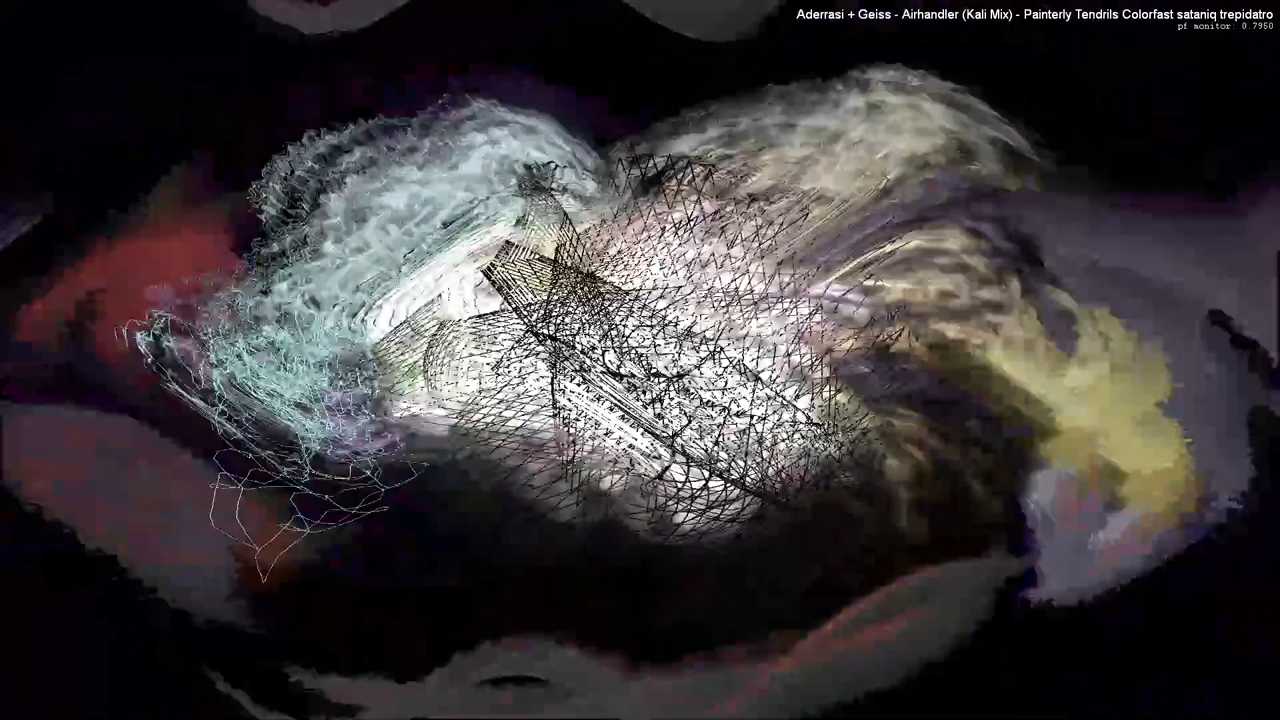 Aderrasi + Geiss - Airhandler (Kali Mix) - Painterly Tendrils Colorfast sataniq trepidatro
pf monitor: 0.7950